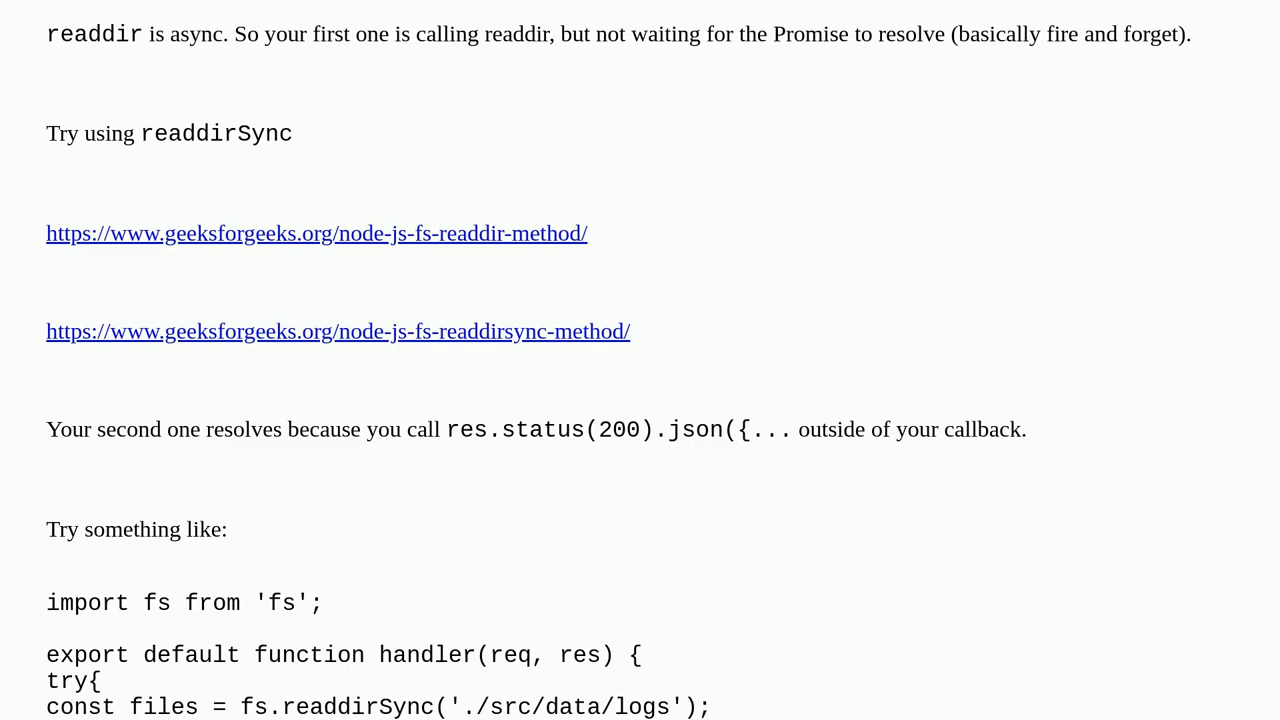 readdir is async. So your first one is calling readdir, but not waiting for the Promise to resolve (basically fire and forget).
Try using readdirSync
https://www.geeksforgeeks.org/node-js-fs-readdir-method/
https://www.geeksforgeeks.org/node-js-fs-readdirsync-method/
Your second one resolves because you call res.status(200).json({... outside of your callback.
Try something like:
import fs from 'fs';
export default function handler(req, res) {
try{
const files = fs.readdirSync('./src/data/logs');